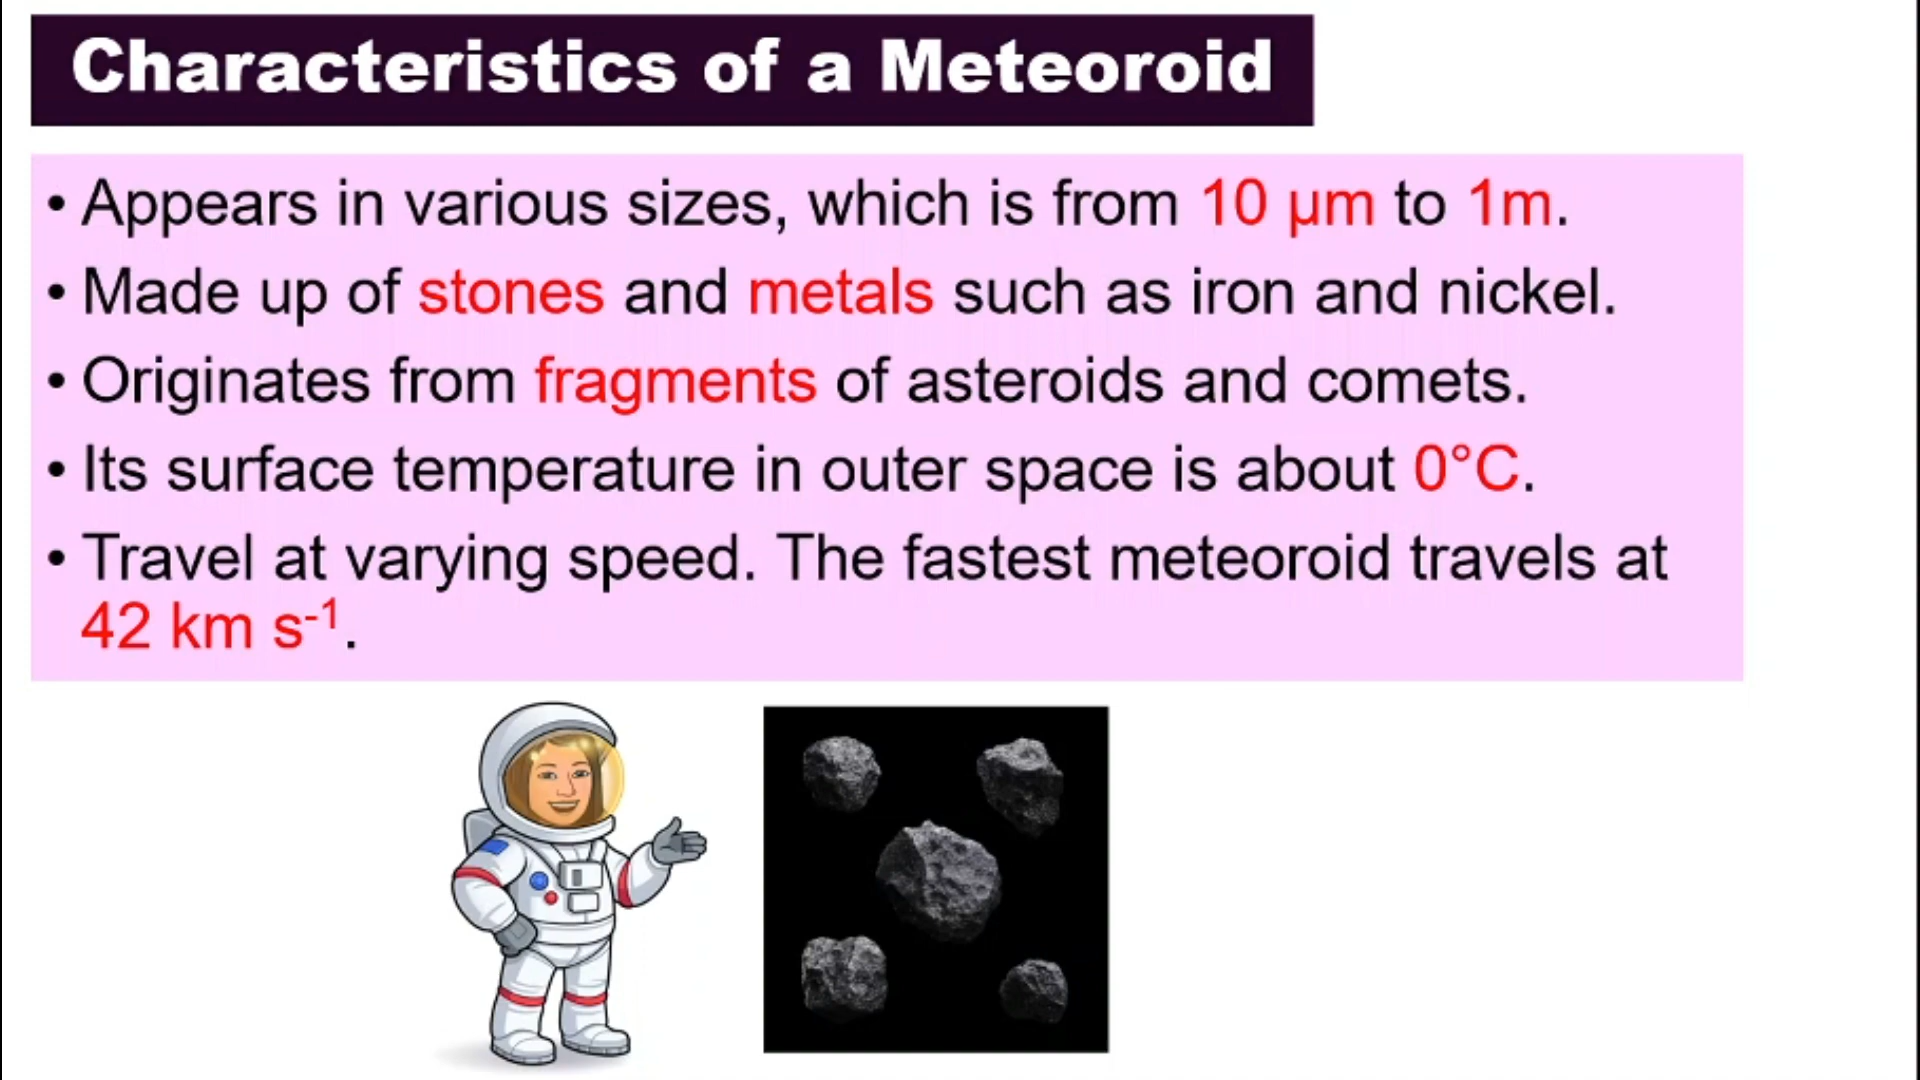 Characteristics of a Meteoroid
• Appears in various sizes, which is from 10 µm to 1m.
• Made up of stones and metals such as iron and nickel.
• Originates from fragments of asteroids and comets.
• Its surface temperature in outer space is about 0°C.
• Travel at varying speed. The fastest meteoroid travels at
42 km s⁻¹.